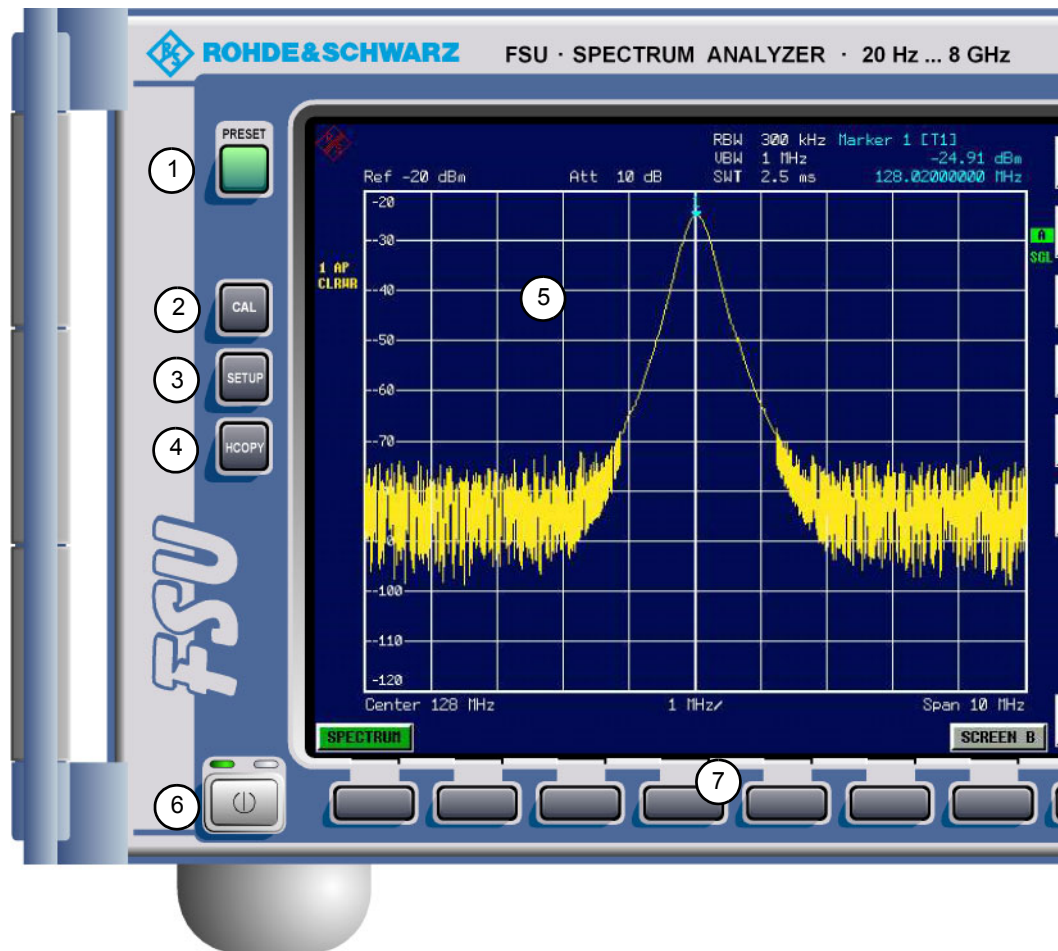 ROHDE&SCHWARZ FSU · SPECTRUM ANALYZER · 20 Hz ... 8 GHz
PRESET
1
RBW 300 kHz Marker 1 [T1]
VBW 1 MHz -24.91 dBm
Ref -20 dBm Att 10 dB SWT 2.5 ms 128.02000000 MHz
-20
-30
A
SGL
1 AP
CLRWR
-40
5
2
CAL
-50
3
SETUP
-60
4
HCOPY
-70
-100
-110
-120
FSU
Center 128 MHz 1 MHz/ Span 10 MHz
SPECTRUM SCREEN B
6
7